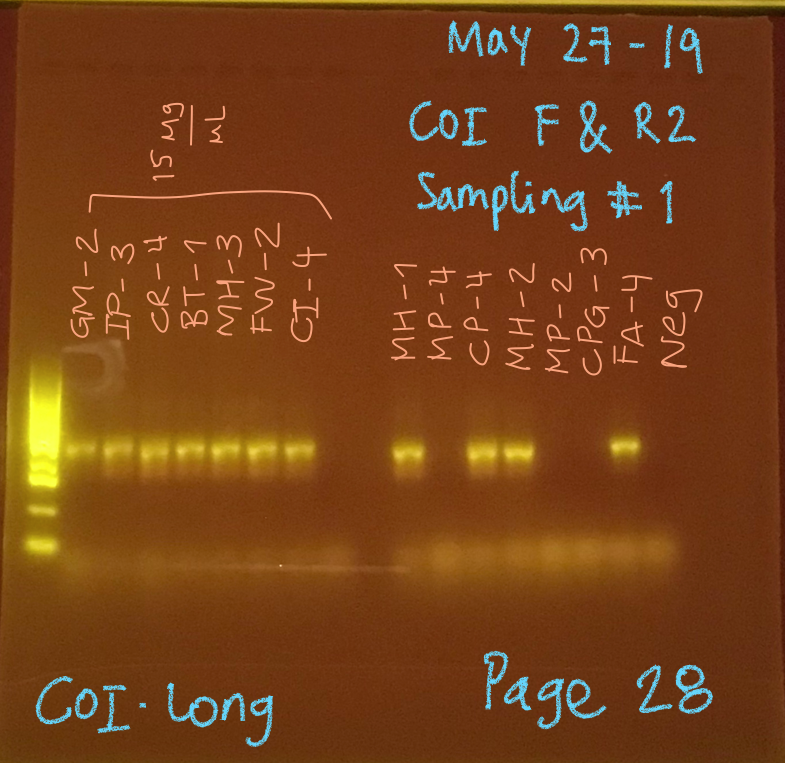 May 27-19
COI F & R2
Sampling # 1
15 Mg/mL
GM-2
IP-3
CR-4
BT-1
MH-3
FW-2
CI-4
MH-1
MP-4
CP-4
MH-2
MP-2
CPG-3
FA-4
Neg
COI-Long
Page 28